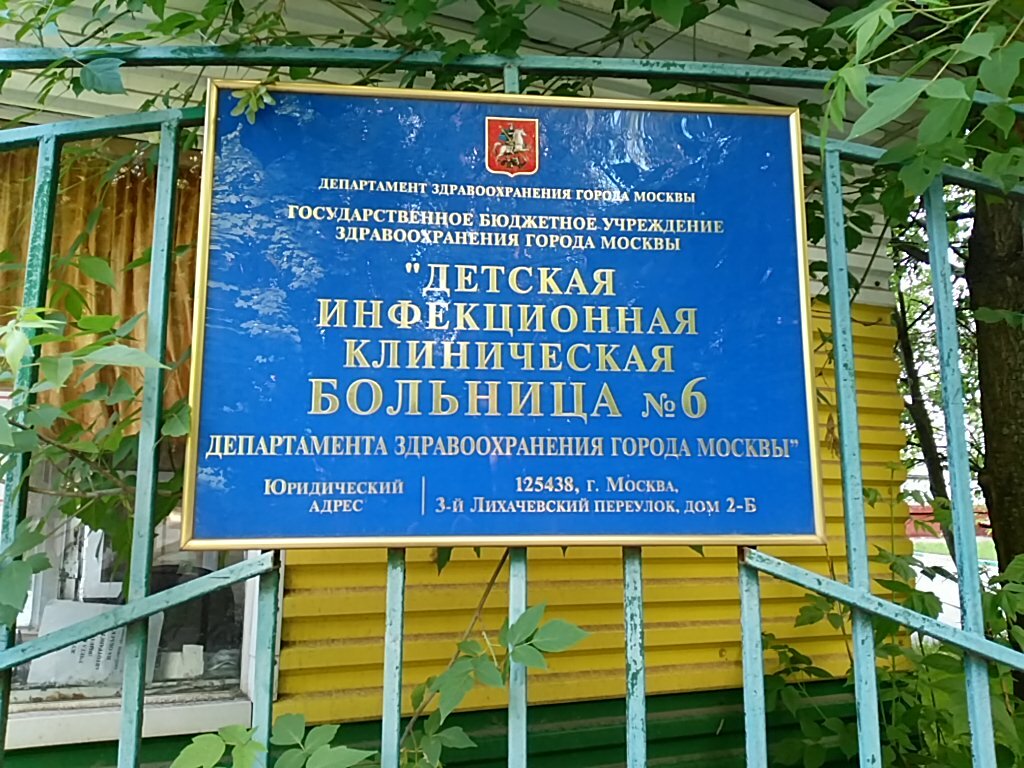 ДЕПАРТАМЕНТ ЗДРАВООХРАНЕНИЯ ГОРОДА МОСКВЫ
ГОСУДАРСТВЕННОЕ БЮДЖЕТНОЕ УЧРЕЖДЕНИЕ
ЗДРАВООХРАНЕНИЯ ГОРОДА МОСКВЫ
"ДЕТСКАЯ
ИНФЕКЦИОННАЯ
КЛИНИЧЕСКАЯ
БОЛЬНИЦА №6
ДЕПАРТАМЕНТА ЗДРАВООХРАНЕНИЯ ГОРОДА МОСКВЫ"
ЮРИДИЧЕСКИЙ
АДРЕС
125438, г. МОСКВА,
3-й ЛИХАЧЕВСКИЙ ПЕРЕУЛОК, ДОМ 2-Б